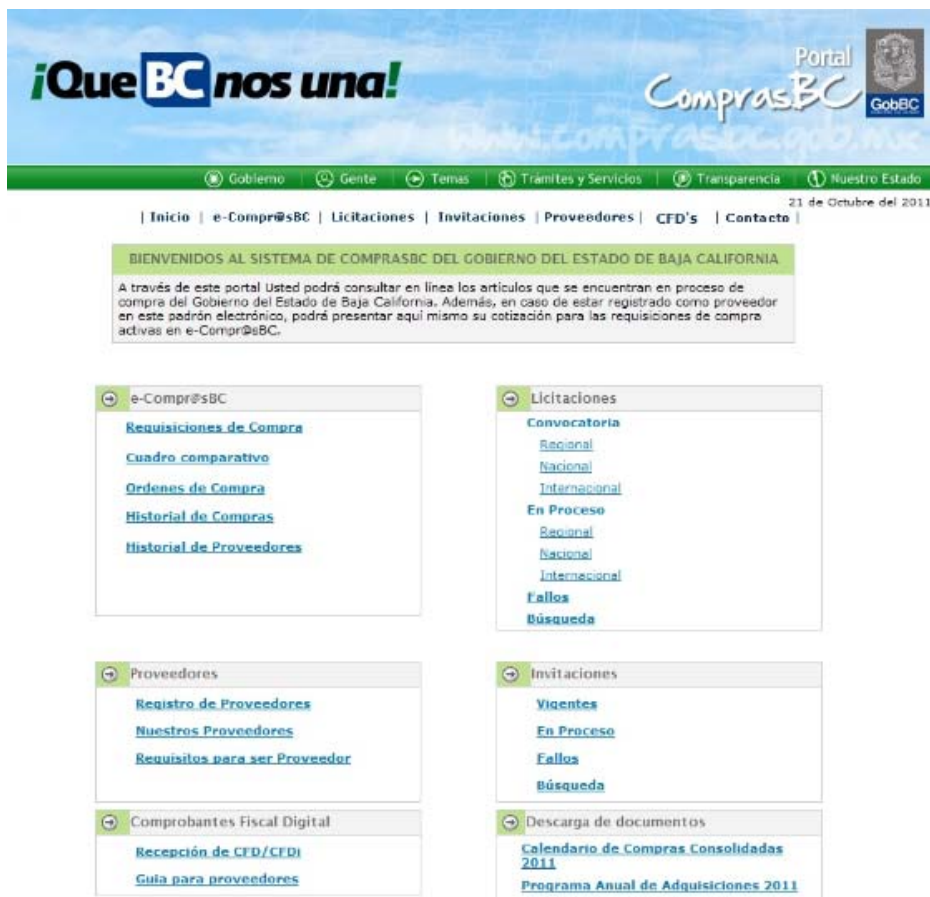 ¡Que BC nos una!
Portal
ComprasBC
GobBC
www.comprasbc.gob.mx
Gobierno | Gente | Temas | Trámites y Servicios | Transparencia | Nuestro Estado
21 de Octubre del 2011
| Inicio | e-Compr@sBC | Licitaciones | Invitaciones | Proveedores | CFD's | Contacto |
BIENVENIDOS AL SISTEMA DE COMPRASBC DEL GOBIERNO DEL ESTADO DE BAJA CALIFORNIA
A través de este portal Usted podrá consultar en línea los artículos que se encuentran en proceso de
compra del Gobierno del Estado de Baja California. Además, en caso de estar registrado como proveedor
en este padrón electrónico, podrá presentar aquí mismo su cotización para las requisiciones de compra
activas en e-Compr@sBC.
e-Compr@sBC
Requisiciones de Compra
Cuadro comparativo
Ordenes de Compra
Historial de Compras
Historial de Proveedores
Licitaciones
Convocatoria
Regional
Nacional
Internacional
En Proceso
Regional
Nacional
Internacional
Fallos
Búsqueda
Proveedores
Registro de Proveedores
Nuestros Proveedores
Requisitos para ser Proveedor
Invitaciones
Vigentes
En Proceso
Fallos
Búsqueda
Comprobantes Fiscal Digital
Recepción de CFD/CFDi
Guía para proveedores
Descarga de documentos
Calendario de Compras Consolidadas
2011
Programa Anual de Adquisiciones 2011